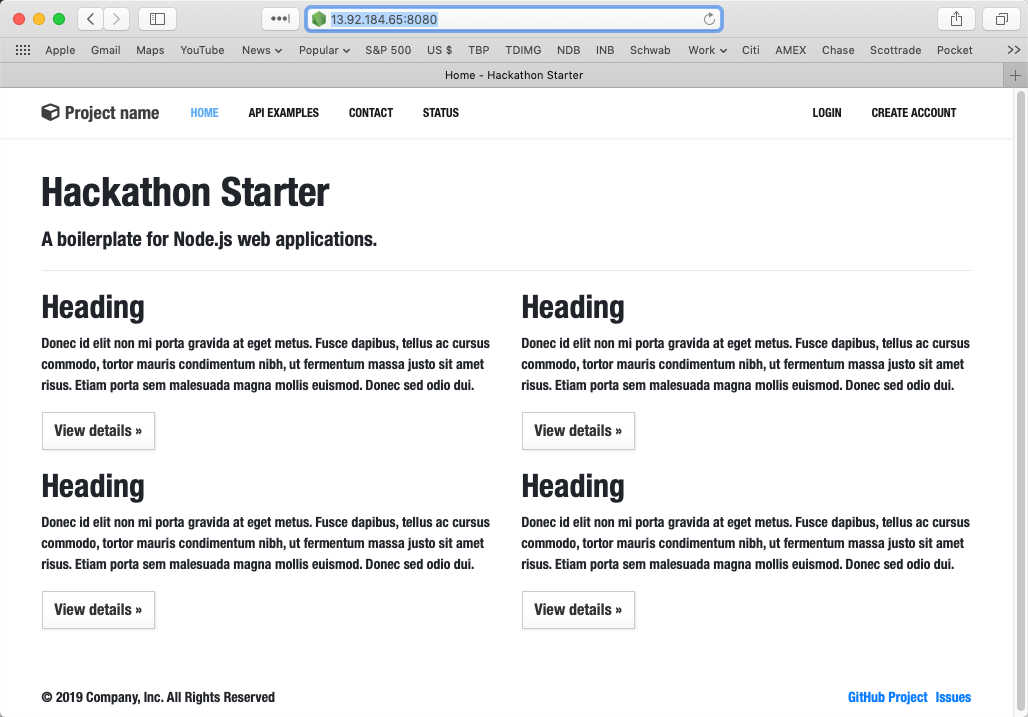 13.92.184.65:8080
Apple Gmail Maps YouTube News Popular S&P 500 US $ TBP TDIMG NDB INB Schwab Work Citi AMEX Chase Scottrade Pocket
Home - Hackathon Starter
Project name HOME API EXAMPLES CONTACT STATUS LOGIN CREATE ACCOUNT
Hackathon Starter
A boilerplate for Node.js web applications.
Heading
Donec id elit non mi porta gravida at eget metus. Fusce dapibus, tellus ac cursus
commodo, tortor mauris condimentum nibh, ut fermentum massa justo sit amet
risus. Etiam porta sem malesuada magna mollis euismod. Donec sed odio dui.
View details »
Heading
Donec id elit non mi porta gravida at eget metus. Fusce dapibus, tellus ac cursus
commodo, tortor mauris condimentum nibh, ut fermentum massa justo sit amet
risus. Etiam porta sem malesuada magna mollis euismod. Donec sed odio dui.
View details »
Heading
Donec id elit non mi porta gravida at eget metus. Fusce dapibus, tellus ac cursus
commodo, tortor mauris condimentum nibh, ut fermentum massa justo sit amet
risus. Etiam porta sem malesuada magna mollis euismod. Donec sed odio dui.
View details »
Heading
Donec id elit non mi porta gravida at eget metus. Fusce dapibus, tellus ac cursus
commodo, tortor mauris condimentum nibh, ut fermentum massa justo sit amet
risus. Etiam porta sem malesuada magna mollis euismod. Donec sed odio dui.
View details »
© 2019 Company, Inc. All Rights Reserved GitHub Project Issues